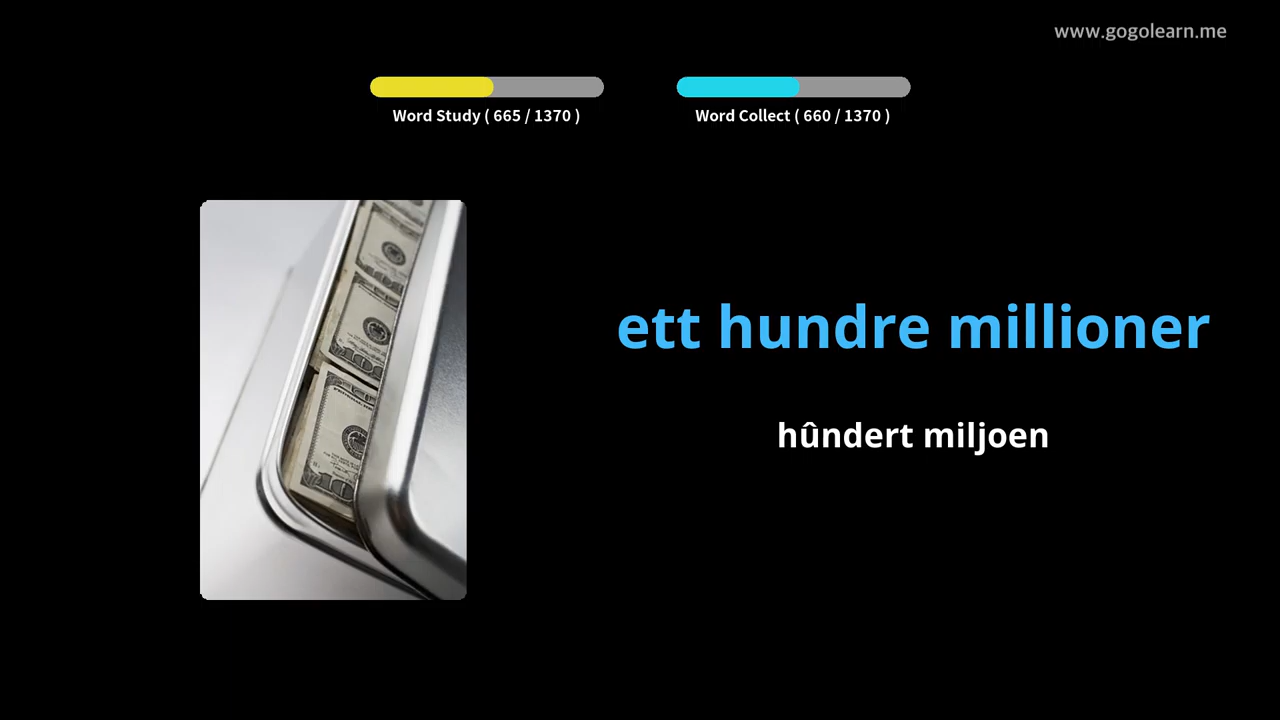 www.gogolearn.me
Word Study ( 665 / 1370 )
Word Collect ( 660 / 1370 )
ett hundre millioner
hûndert miljoen